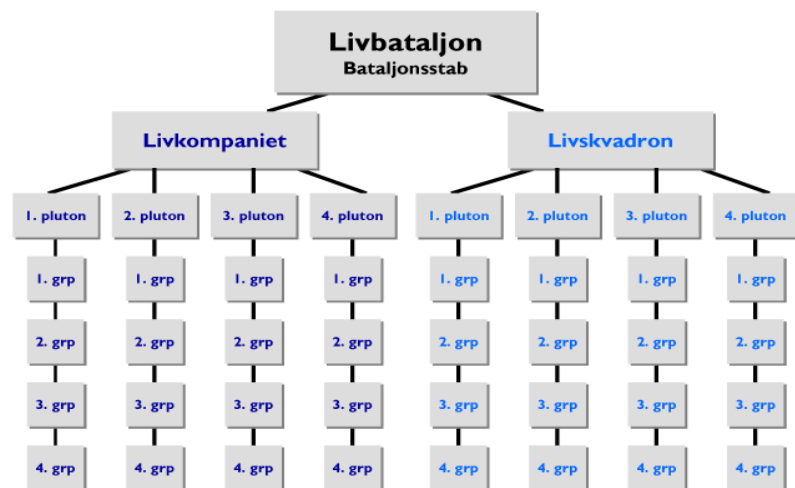 Livbataljon
Bataljonsstab
Livkompaniet Livskvadron
1. pluton 2. pluton 3. pluton 4. pluton 1. pluton 2. pluton 3. pluton 4. pluton
1. grp 1. grp 1. grp 1. grp 1. grp 1. grp 1. grp 1. grp
2. grp 2. grp 2. grp 2. grp 2. grp 2. grp 2. grp 2. grp
3. grp 3. grp 3. grp 3. grp 3. grp 3. grp 3. grp 3. grp
4. grp 4. grp 4. grp 4. grp 4. grp 4. grp 4. grp 4. grp